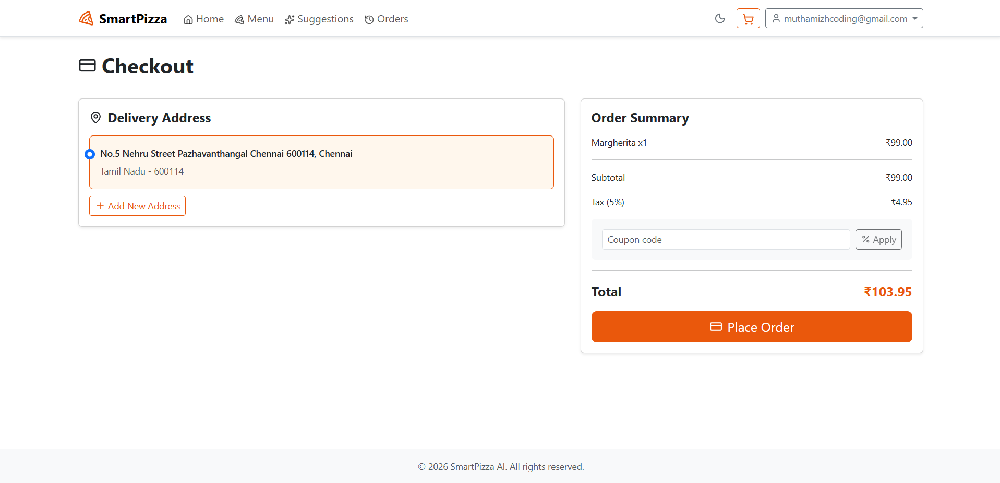 SmartPizza Home Menu Suggestions Orders muthamizhcoding@gmail.com
Checkout
Delivery Address
No.5 Nehru Street Pazhavanthangal Chennai 600114, Chennai
Tamil Nadu - 600114
+ Add New Address
Order Summary
Margherita x1 ₹99.00
Subtotal ₹99.00
Tax (5%) ₹4.95
Coupon code % Apply
Total ₹103.95
Place Order
© 2026 SmartPizza AI. All rights reserved.